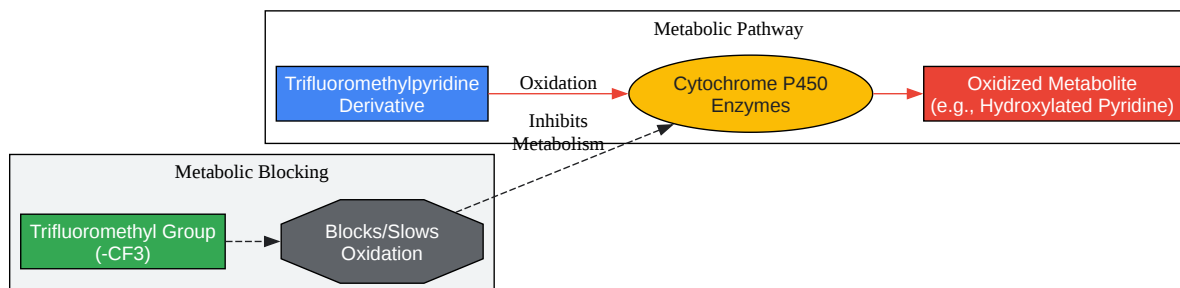 Metabolic Pathway
Trifluoromethylpyridine
Derivative
Oxidation
Cytochrome P450
Enzymes
Oxidized Metabolite
(e.g., Hydroxylated Pyridine)
Inhibits
Metabolism
Metabolic Blocking
Trifluoromethyl Group
(-CF3)
Blocks/Slows
Oxidation